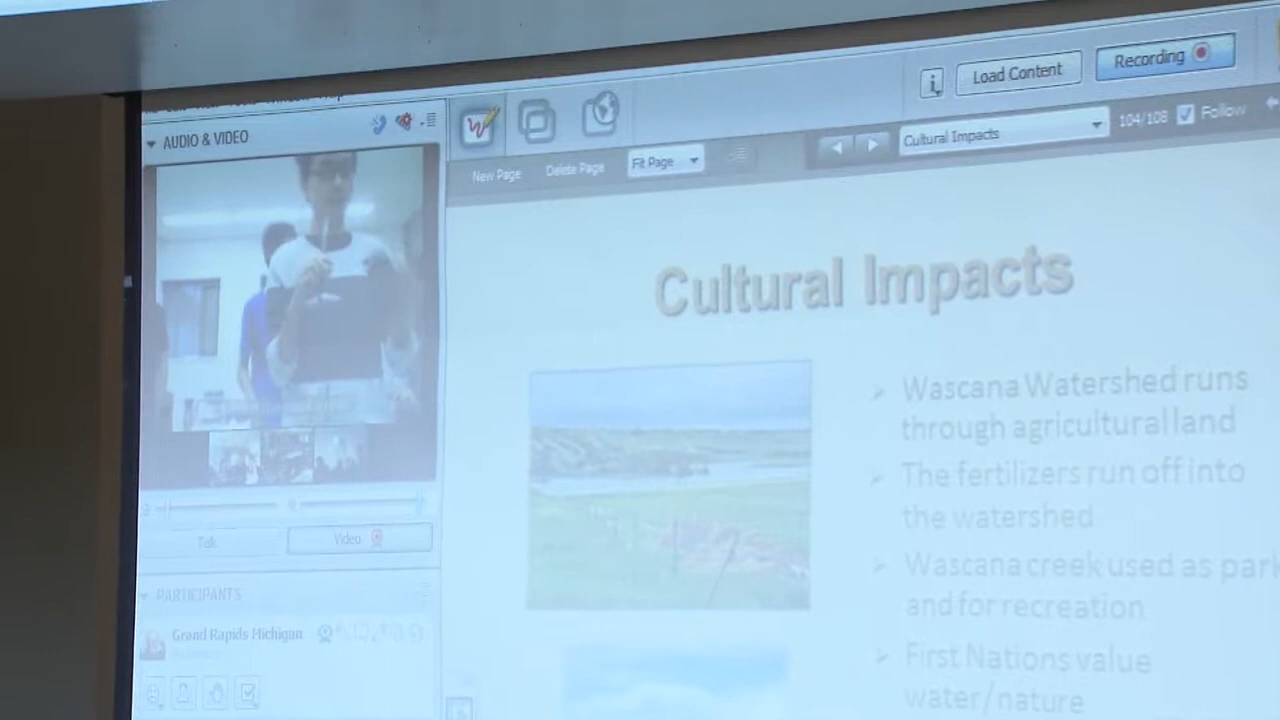 Load Content
Recording
AUDIO & VIDEO
Cultural Impacts
104/108
Follow
New Page
Delete Page
Fit Page
Cultural Impacts
Wascana Watershed runs
through agricultural land
The fertilizers run off into
the watershed
Wascana creek used as park
and for recreation
First Nations value
water/nature
Talk
Video
PARTICIPANTS
Grand Rapids Michigan